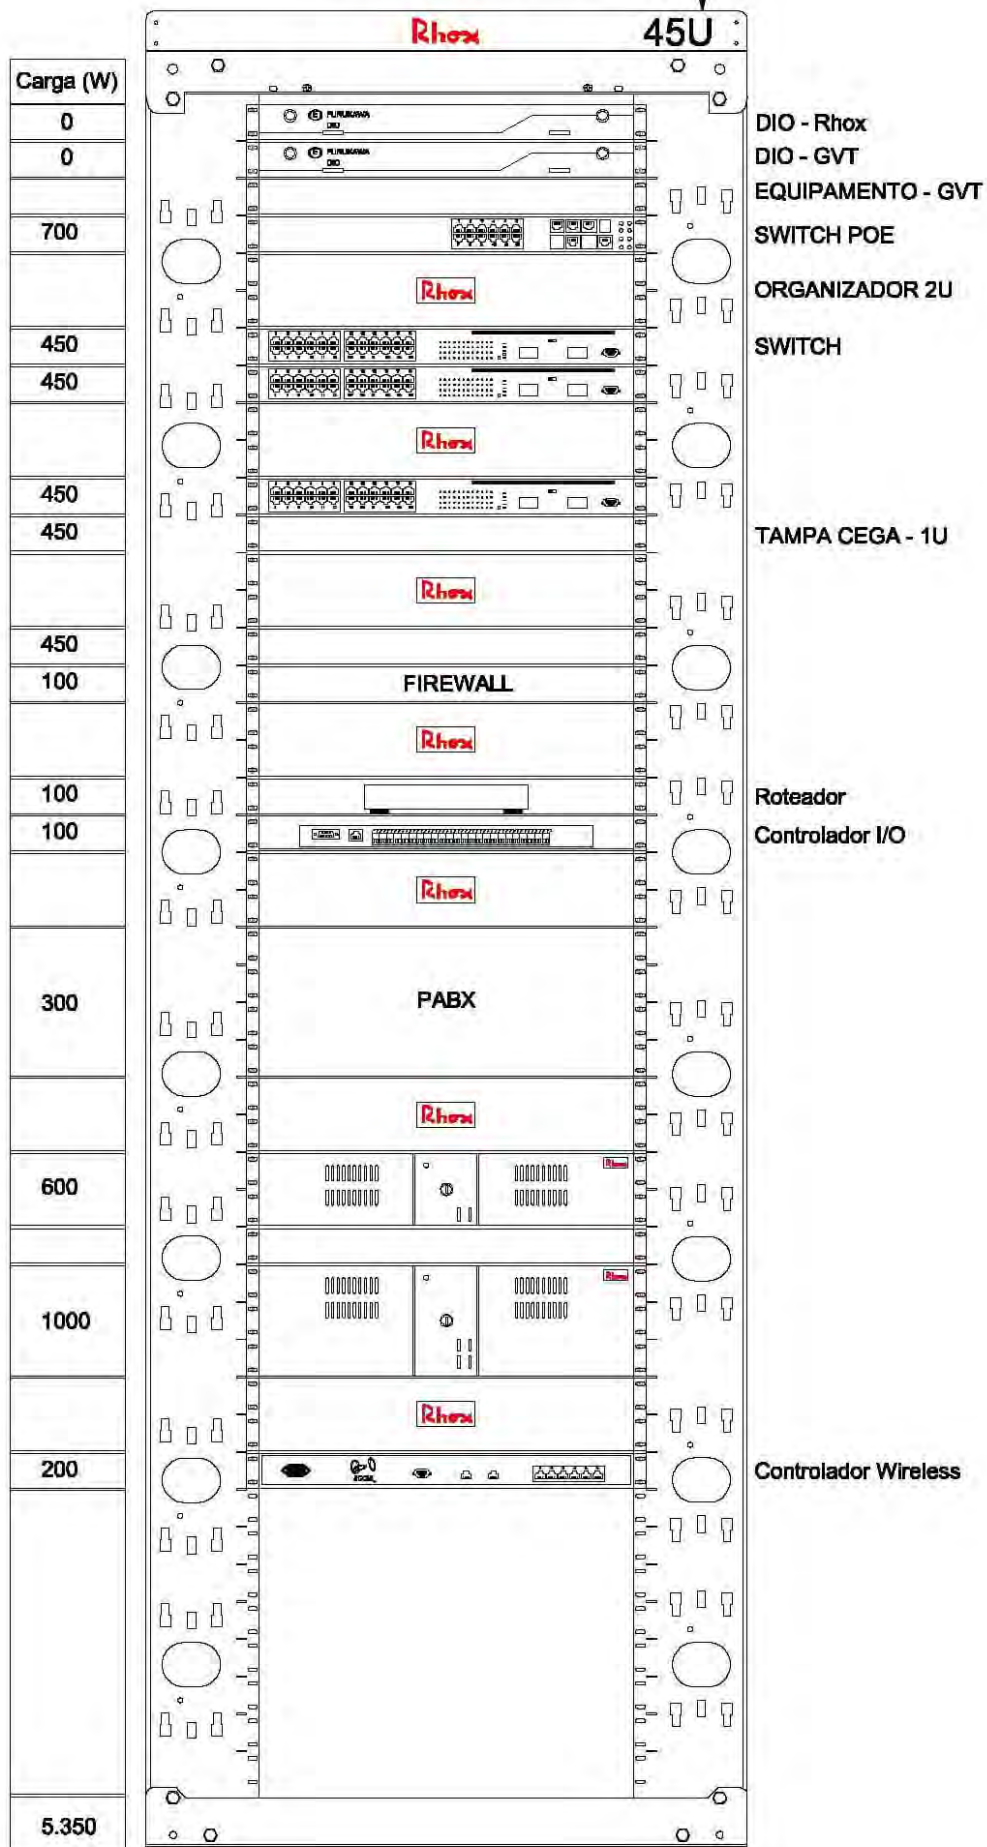 Rhox 45U
Carga (W)
0 FURUKAWA DIO DIO - Rhox
0 FURUKAWA DIO DIO - GVT
EQUIPAMENTO - GVT
700 SWITCH POE
Rhox ORGANIZADOR 2U
450 SWITCH
450
Rhox
450
450 TAMPA CEGA - 1U
Rhox
450
100 FIREWALL
Rhox
100 Roteador
100 Controlador I/O
Rhox
300 PABX
Rhox
600 Rhox
1000 Rhox
Rhox
200 Controlador Wireless
5.350